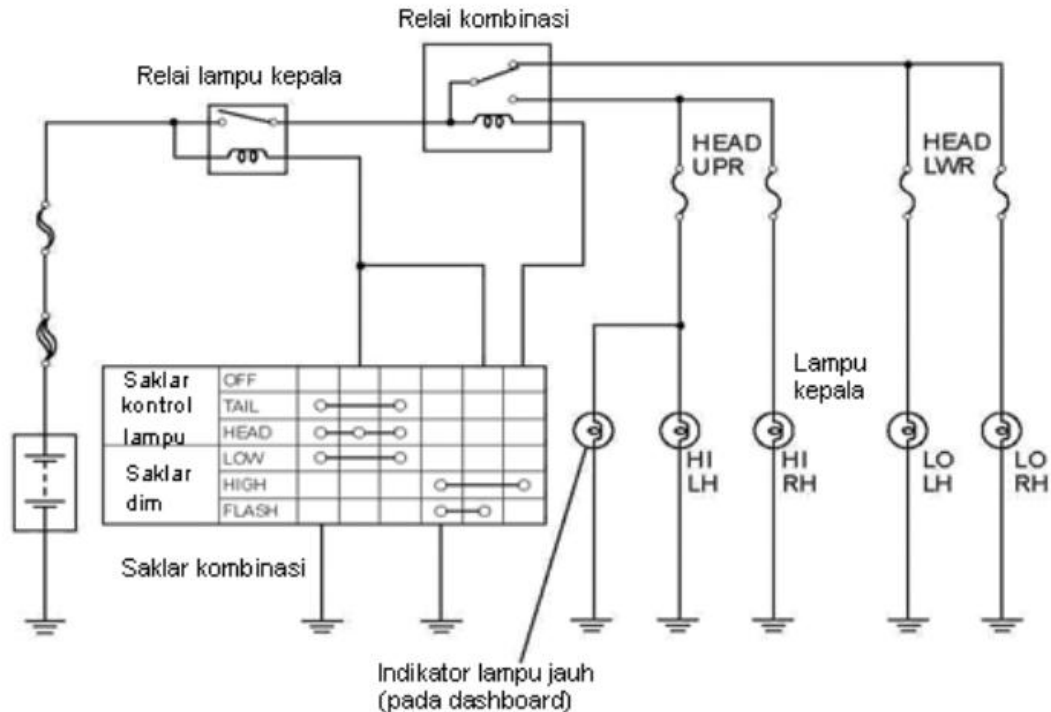 Relai kombinasi
Relai lampu kepala
HEAD
UPR
HEAD
LWR
Saklar
kontrol
lampu
OFF
TAIL
HEAD
Saklar
dim
LOW
HIGH
FLASH
Lampu
kepala
HI
LH
HI
RH
LO
LH
LO
RH
Saklar kombinasi
Indikator lampu jauh
(pada dashboard)